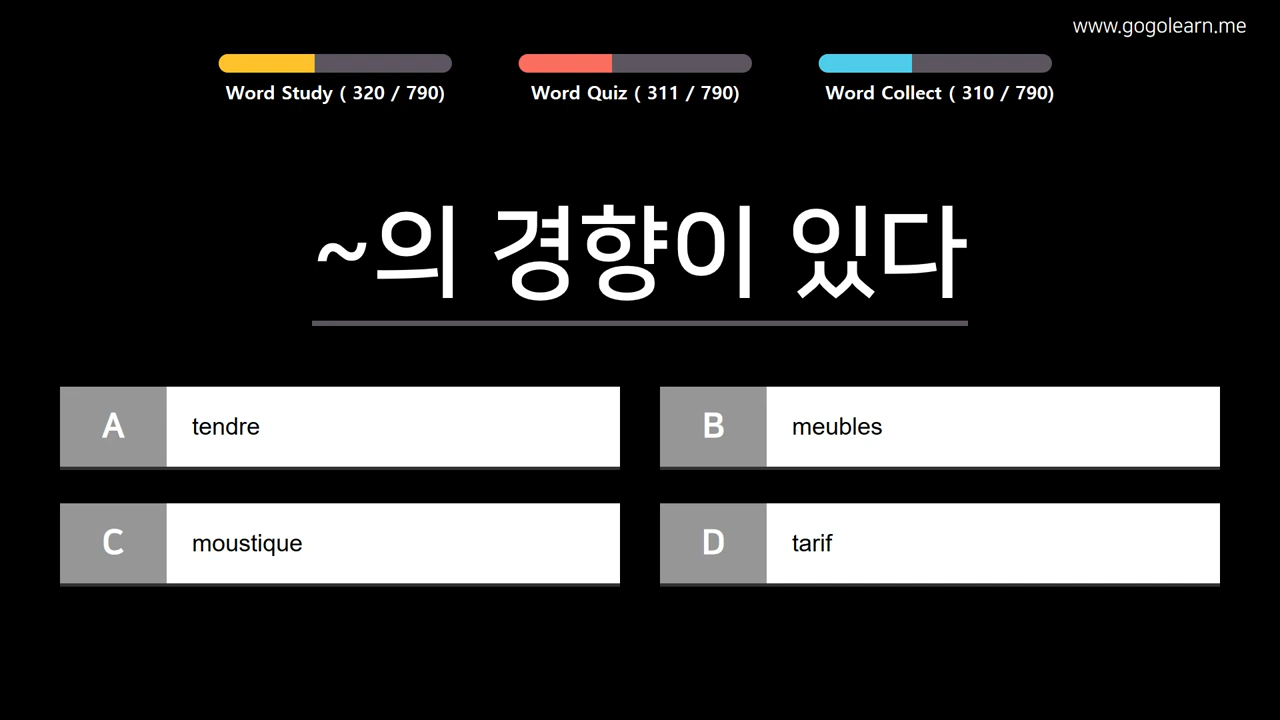 www.gogolearn.me
Word Study ( 320 / 790)
Word Quiz ( 311 / 790)
Word Collect ( 310 / 790)
~의 경향이 있다
A tendre
B meubles
C moustique
D tarif